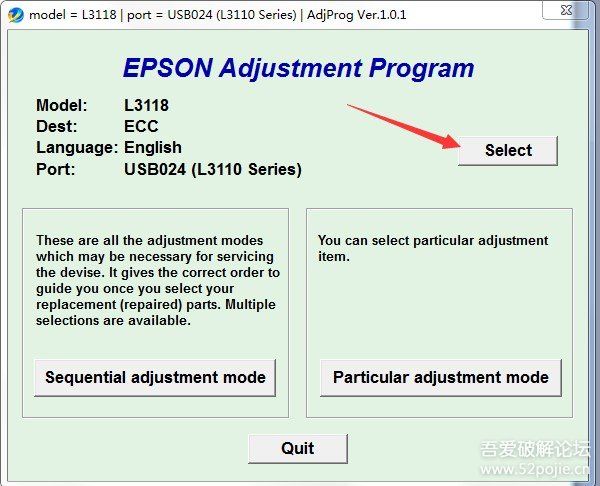 model = L3118 | port = USB024 (L3110 Series) | AdjProg Ver.1.0.1
EPSON Adjustment Program
Model: L3118
Dest: ECC
Language: English
Port: USB024 (L3110 Series)
Select
These are all the adjustment modes
which may be necessary for servicing
the devise. It gives the correct order to
guide you once you select your
replacement (repaired) parts. Multiple
selections are available.
Sequential adjustment mode
You can select particular adjustment
item.
Particular adjustment mode
Quit
吾爱破解论坛
www.52pojie.cn